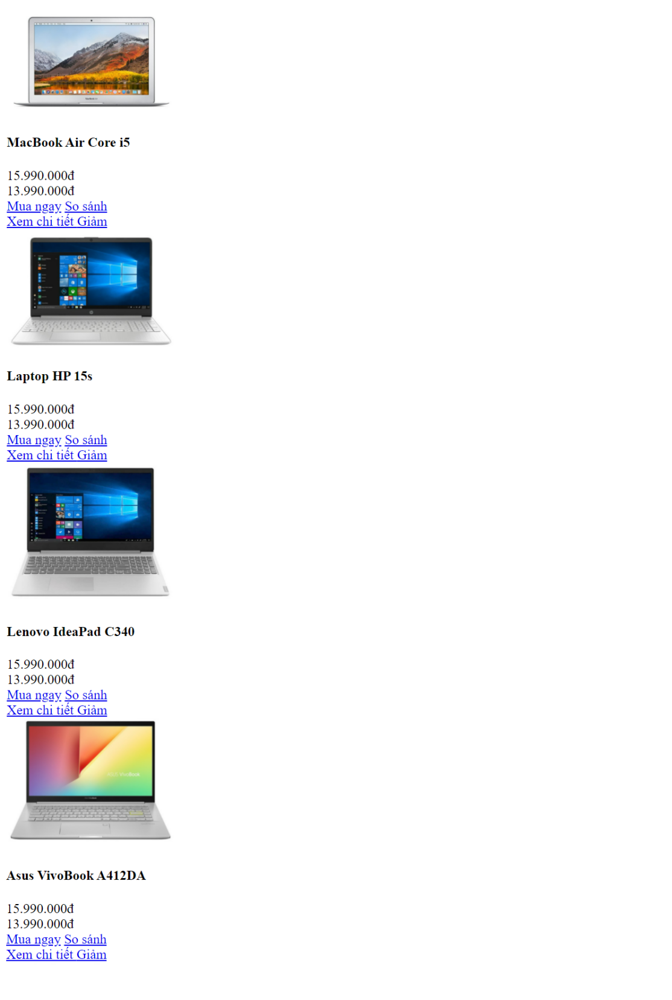 MacBook Air Core i5
15.990.000đ
13.990.000đ
Mua ngay So sánh
Xem chi tiết Giảm
Laptop HP 15s
15.990.000đ
13.990.000đ
Mua ngay So sánh
Xem chi tiết Giảm
Lenovo IdeaPad C340
15.990.000đ
13.990.000đ
Mua ngay So sánh
Xem chi tiết Giảm
ASUS VivoBook
Asus VivoBook A412DA
15.990.000đ
13.990.000đ
Mua ngay So sánh
Xem chi tiết Giảm